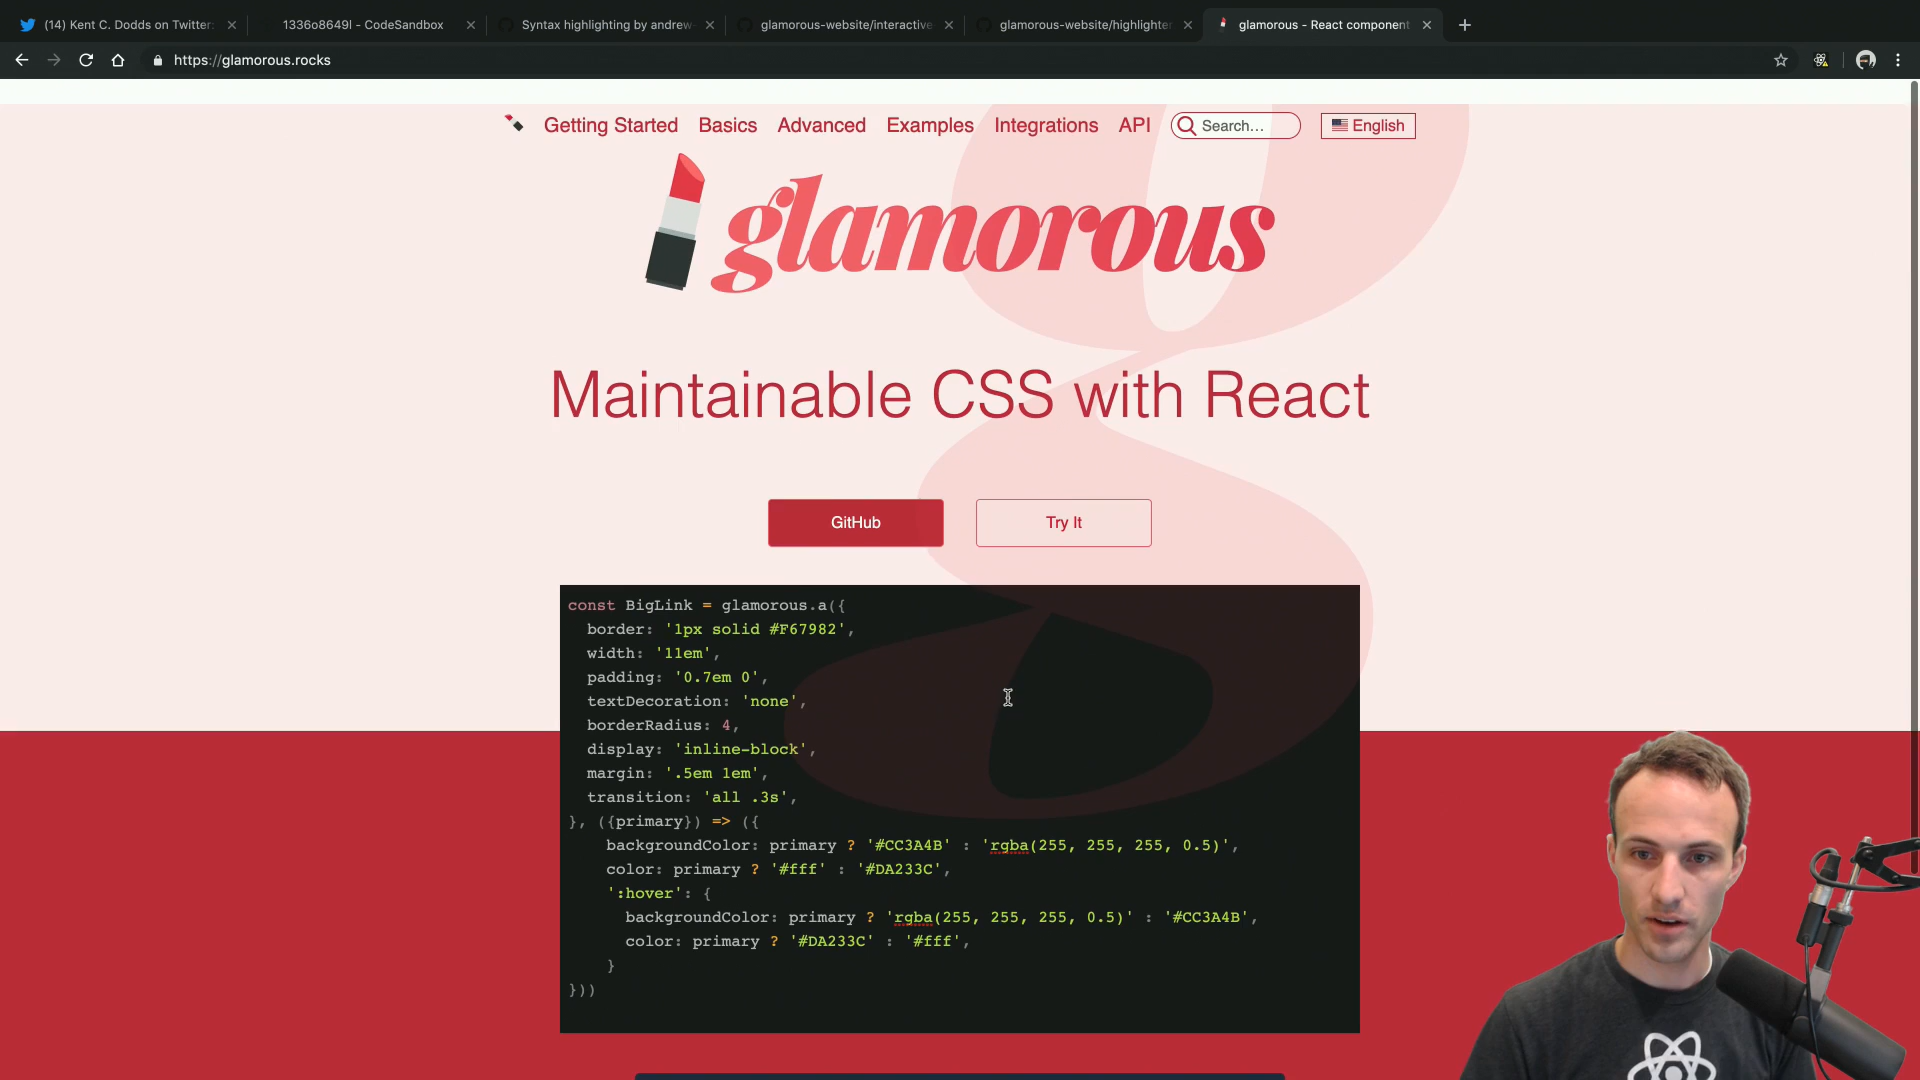 (14) Kent C. Dodds on Twitter:
1336o8649l - CodeSandbox
Syntax highlighting by andrew-
glamorous-website/interactive
glamorous-website/highlighter
glamorous - React component
https://glamorous.rocks
Getting Started
Basics
Advanced
Examples
Integrations
API
Search...
English
glamorous
Maintainable CSS with React
GitHub
Try It
const BigLink = glamorous.a({
  border: '1px solid #F67982',
  width: '11em',
  padding: '0.7em 0',
  textDecoration: 'none',
  borderRadius: 4,
  display: 'inline-block',
  margin: '.5em 1em',
  transition: 'all .3s',
}, ({primary}) => ({
    backgroundColor: primary ? '#CC3A4B' : 'rgba(255, 255, 255, 0.5)',
    color: primary ? '#fff' : '#DA233C',
    ':hover': {
      backgroundColor: primary ? 'rgba(255, 255, 255, 0.5)' : '#CC3A4B',
      color: primary ? '#DA233C' : '#fff',
    }
}))